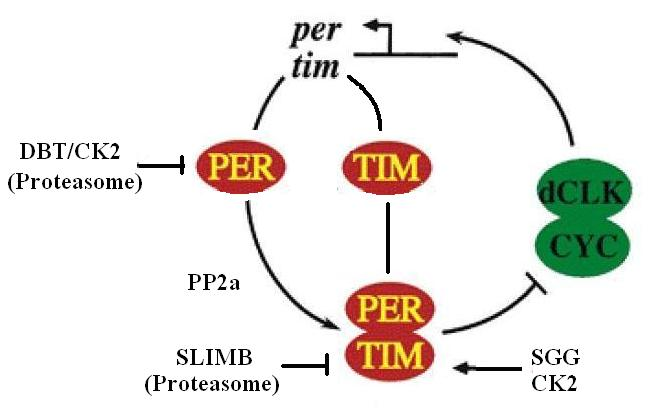 per
tim
DBT/CK2
(Proteasome)
PER
TIM
dCLK
CYC
PP2a
PER
TIM
SLIMB
(Proteasome)
SGG
CK2